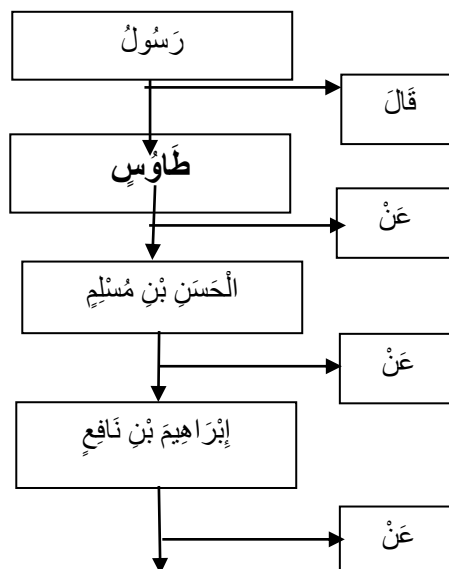 رَسُولُ
قَالَ
طَاوُسٍ
عَنْ
الْحَسَنِ بْنِ مُسْلِمٍ
عَنْ
إِبْرَاهِيمَ بْنِ نَافِعٍ
عَنْ